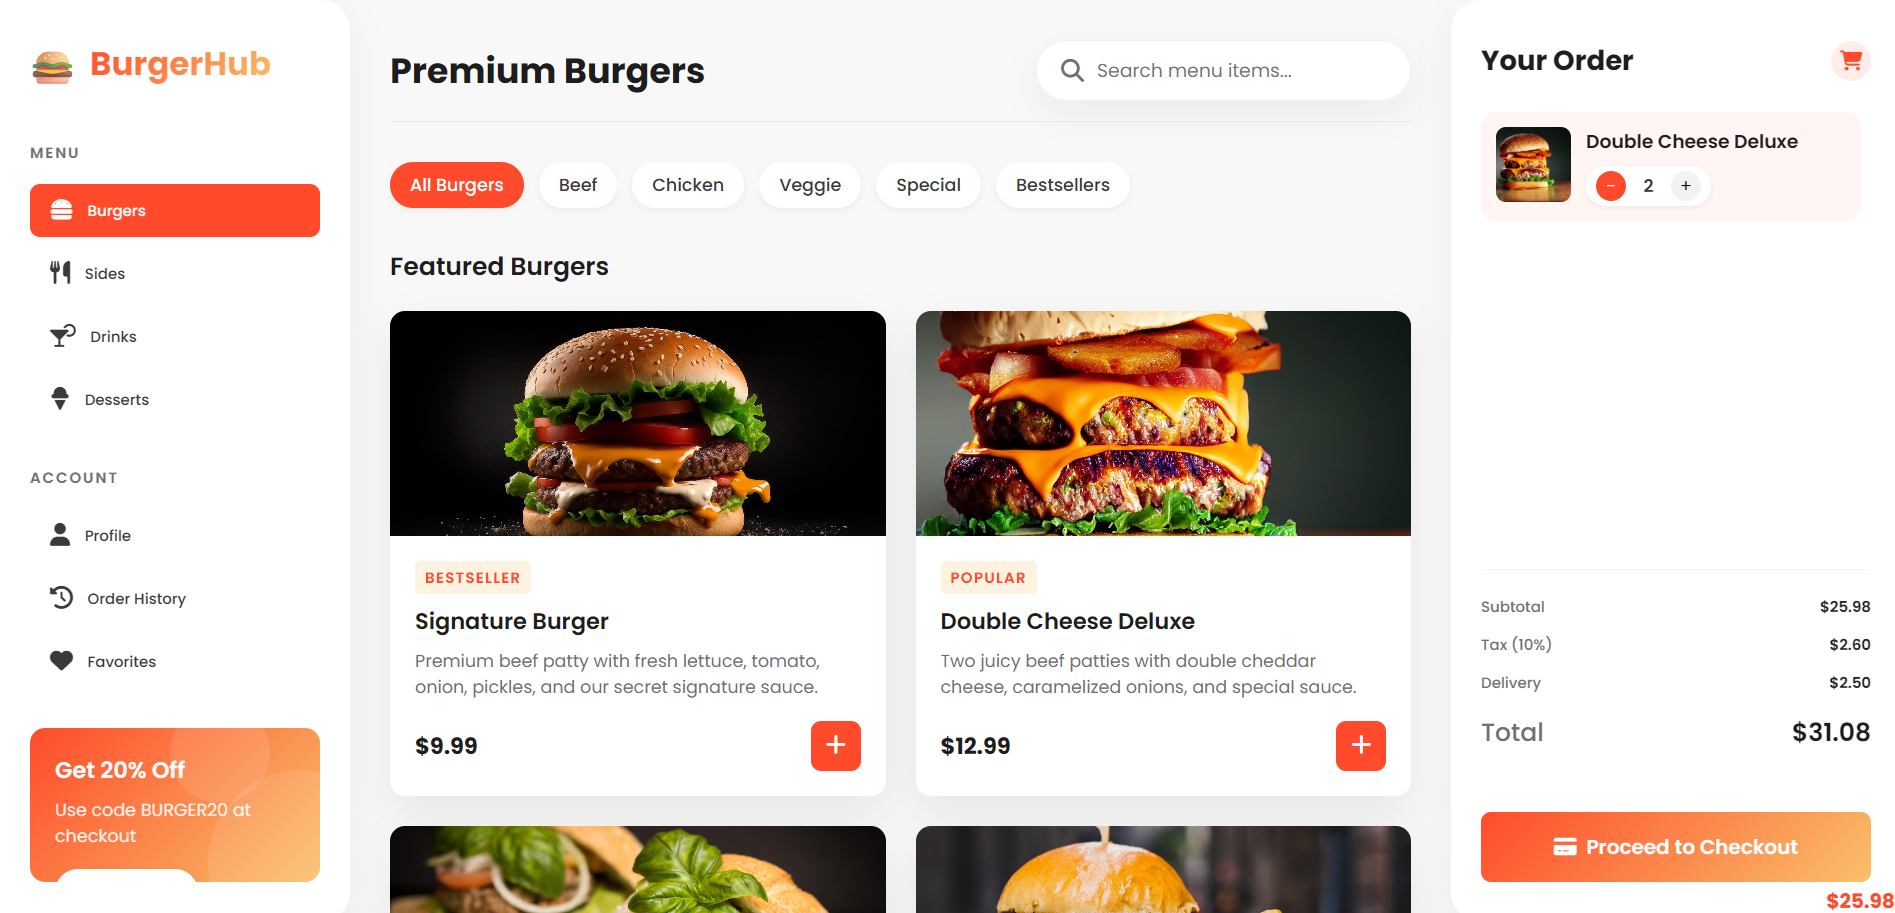 BurgerHub
MENU
Burgers
Sides
Drinks
Desserts
ACCOUNT
Profile
Order History
Favorites
Get 20% Off
Use code BURGER20 at
checkout
Premium Burgers
Search menu items...
All Burgers
Beef
Chicken
Veggie
Special
Bestsellers
Featured Burgers
BESTSELLER
Signature Burger
Premium beef patty with fresh lettuce, tomato,
onion, pickles, and our secret signature sauce.
$9.99
+
POPULAR
Double Cheese Deluxe
Two juicy beef patties with double cheddar
cheese, caramelized onions, and special sauce.
$12.99
+
Your Order
Double Cheese Deluxe
- 2 +
Subtotal $25.98
Tax (10%) $2.60
Delivery $2.50
Total $31.08
Proceed to Checkout
$25.98